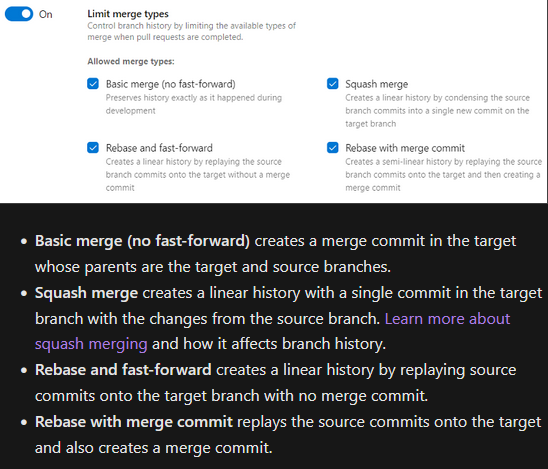 On
Limit merge types
Control branch history by limiting the available types of
merge when pull requests are completed.
Allowed merge types:
Basic merge (no fast-forward)
Preserves history exactly as it happened during
development
Squash merge
Creates a linear history by condensing the source
branch commits into a single new commit on the
target branch
Rebase and fast-forward
Creates a linear history by replaying the source
branch commits onto the target without a merge
commit
Rebase with merge commit
Creates a semi-linear history by replaying the source
branch commits onto the target and then creating a
merge commit
• Basic merge (no fast-forward) creates a merge commit in the target
whose parents are the target and source branches.
• Squash merge creates a linear history with a single commit in the target
branch with the changes from the source branch. Learn more about
squash merging and how it affects branch history.
• Rebase and fast-forward creates a linear history by replaying source
commits onto the target branch with no merge commit.
• Rebase with merge commit replays the source commits onto the target
and also creates a merge commit.